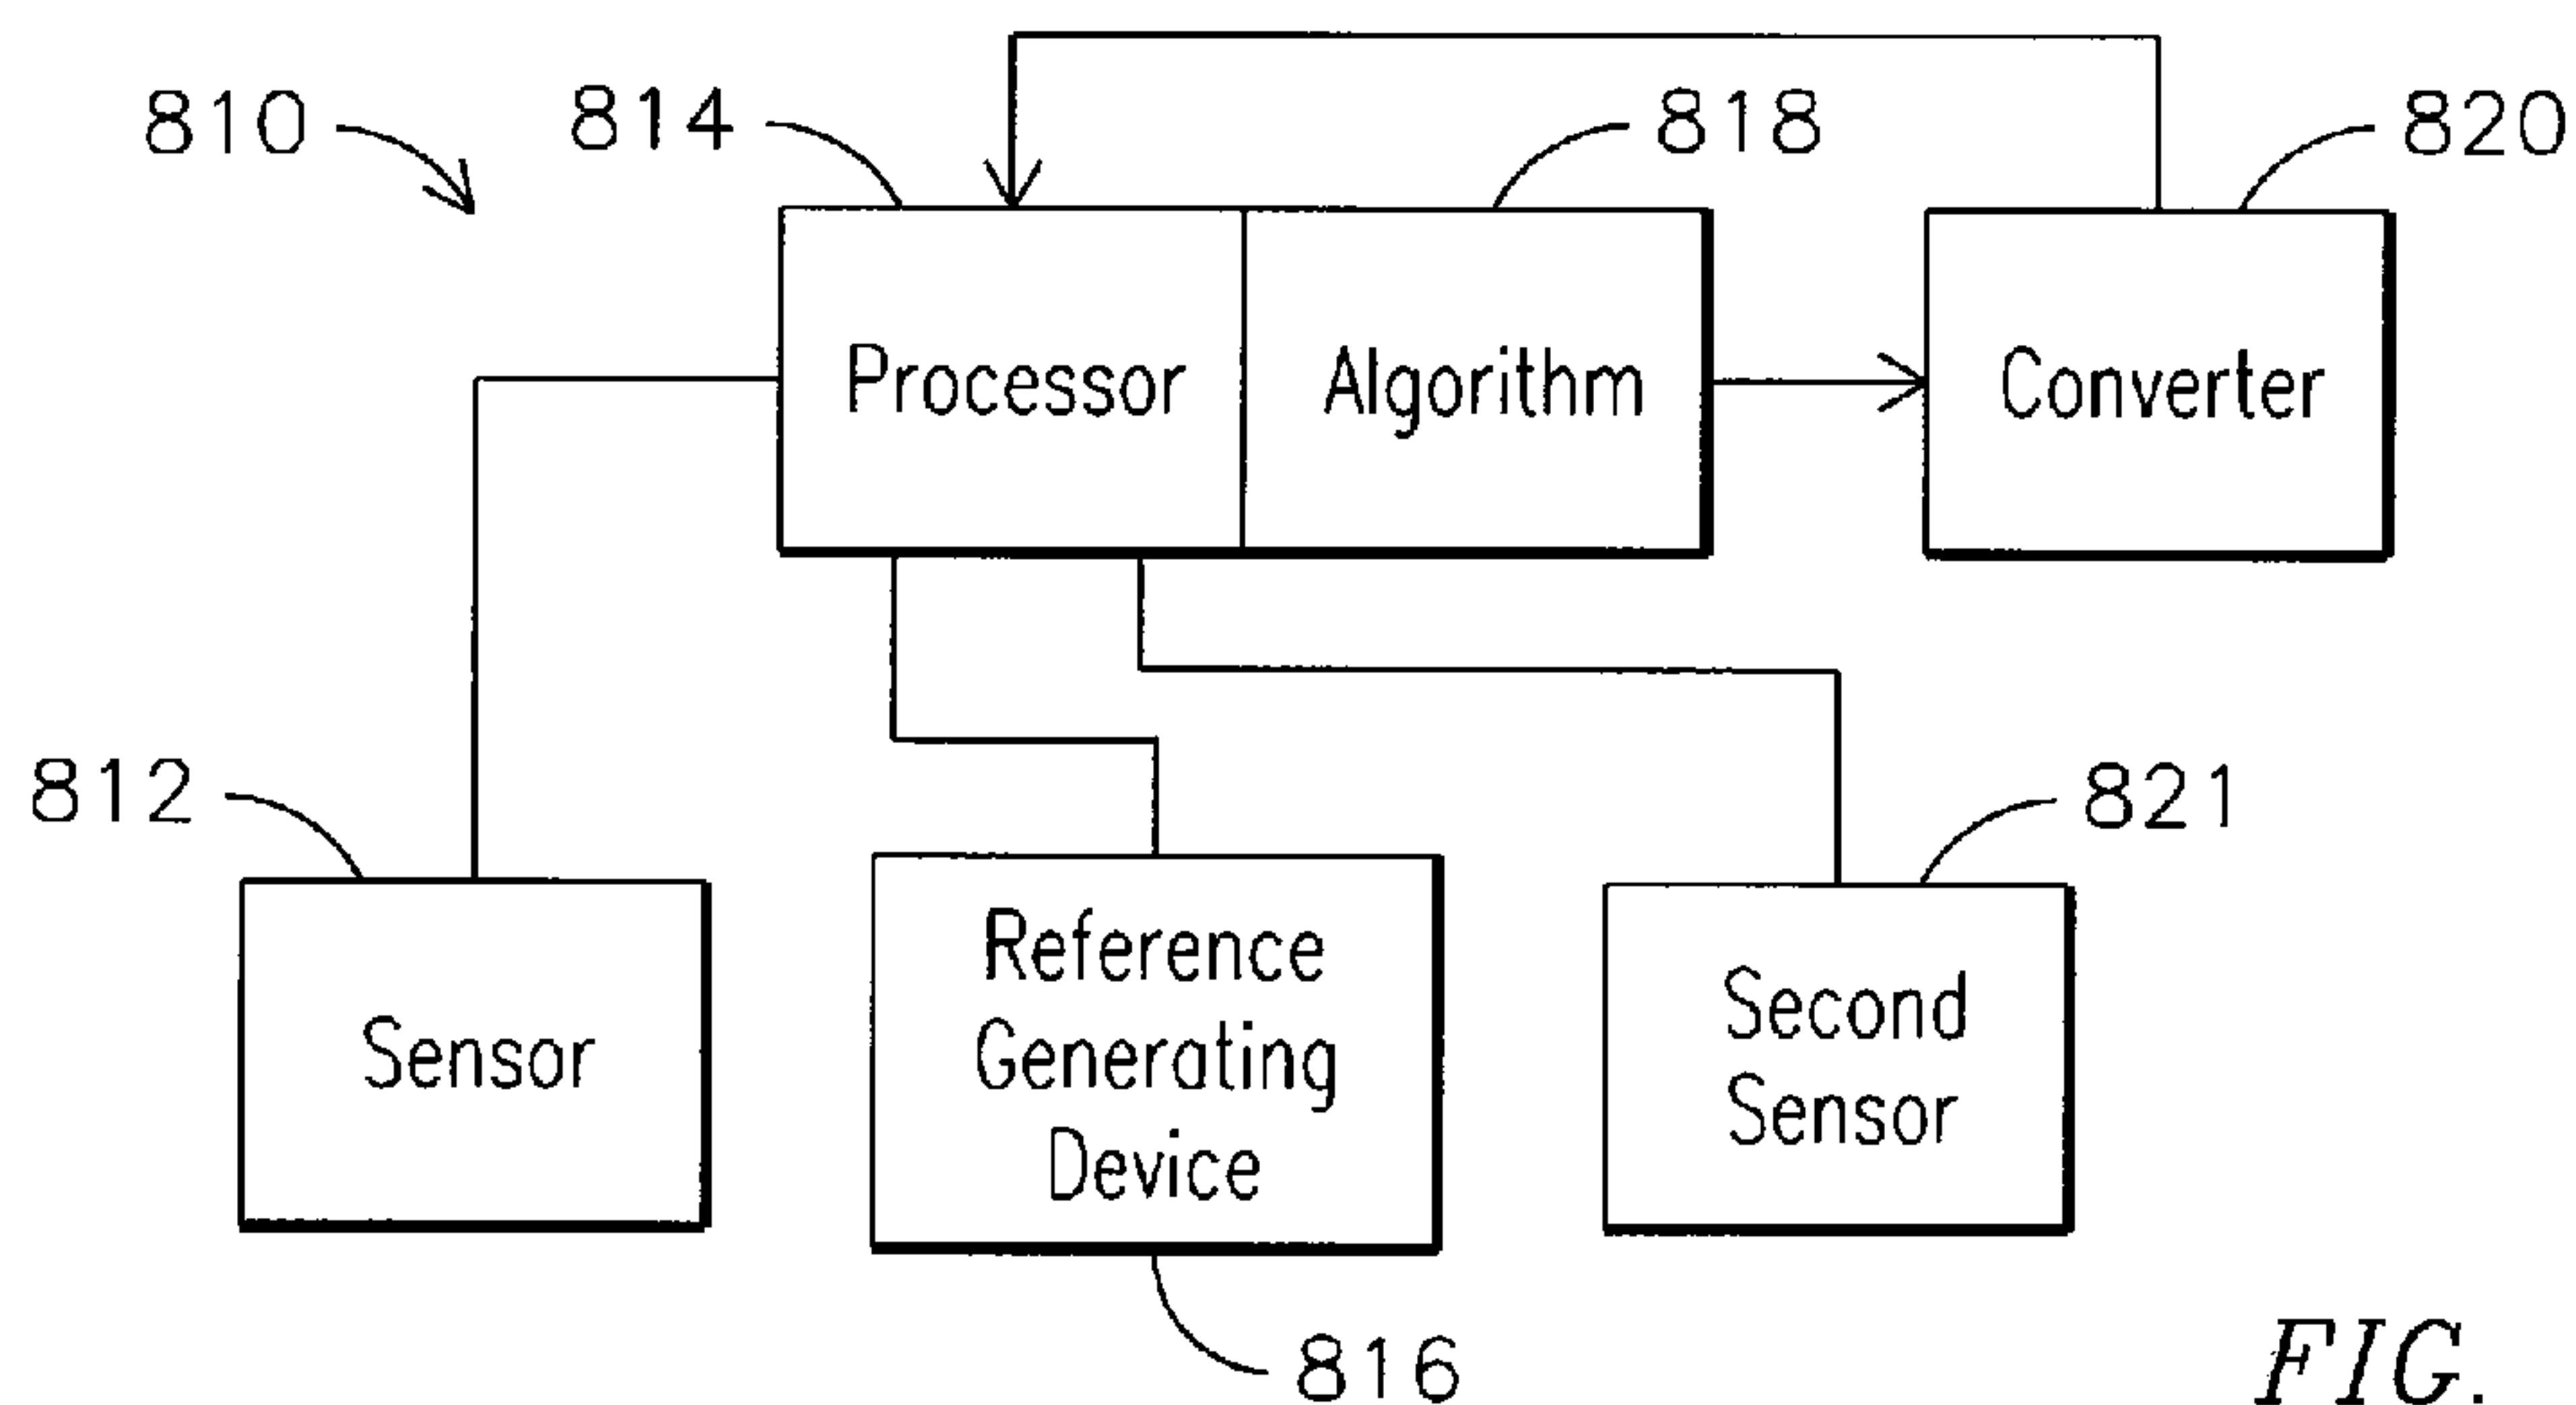 810
814
818
820
Processor
Algorithm
Converter
812
821
Sensor
Reference
Generating
Device
Second
Sensor
816
FIG.